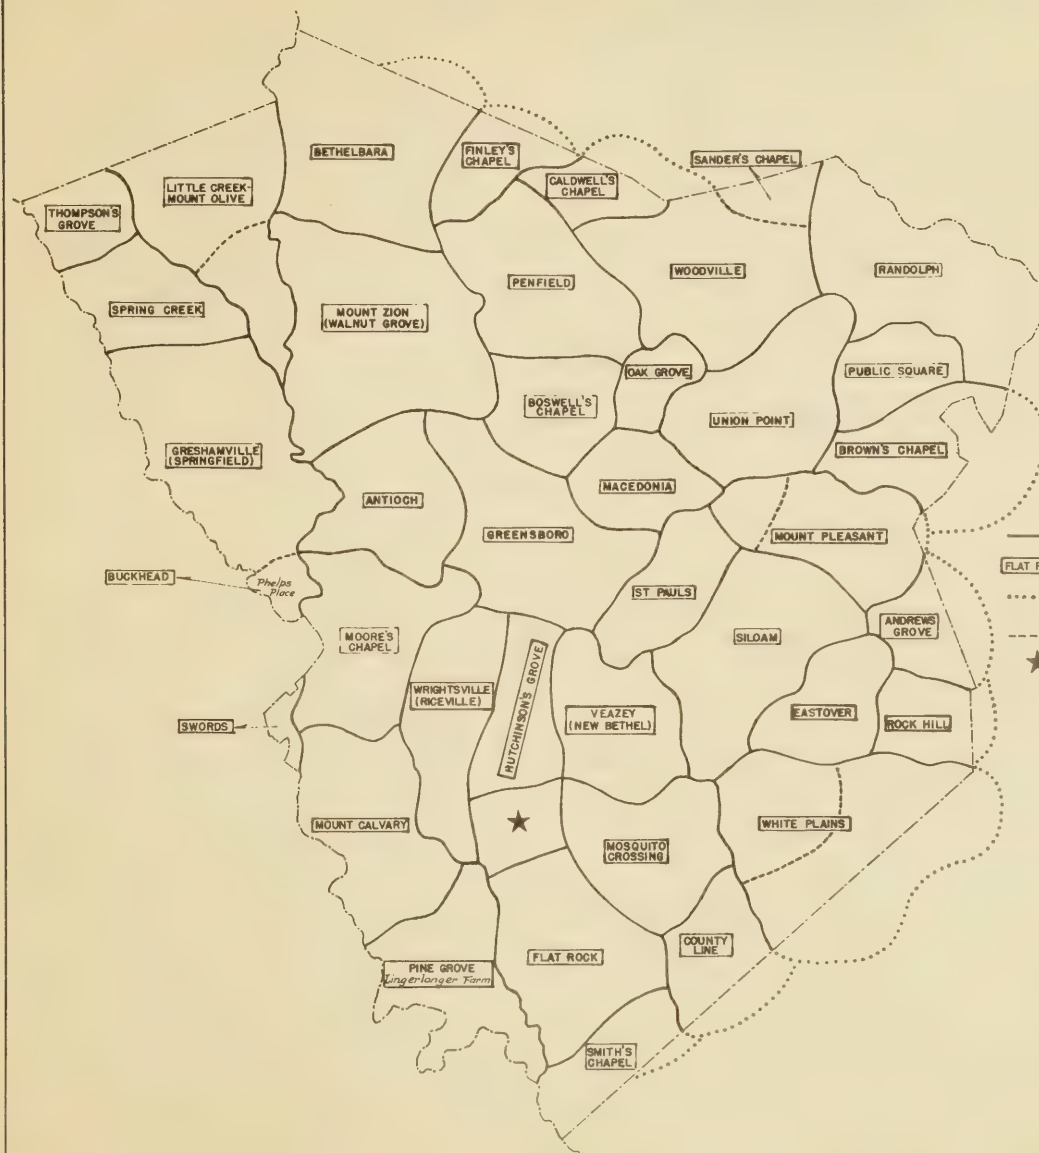 BETHELBARA
FINLEY'S
CHAPEL
SANDER'S CHAPEL
CALDWELL'S
CHAPEL
LITTLE CREEK-
MOUNT OLIVE
THOMPSON'S
GROVE
WOODVILLE
RANDOLPH
PENFIELD
SPRING CREEK
MOUNT ZION
(WALNUT GROVE)
OAK GROVE
PUBLIC SQUARE
BOSWELL'S
CHAPEL
UNION POINT
GRESHAMVILLE
(SPRINGFIELD)
BROWN'S CHAPEL
ANTIOCH
MACEDONIA
GREENSBORO
MOUNT PLEASANT
FLAT
BUCKHEAD
Phelps
Place
ST PAULS
MOORE'S
CHAPEL
SILOAM
ANDREWS
GROVE
WRIGHTSVILLE
(RICEVILLE)
HUTCHINSON'S GROVE
VEAZEY
(NEW BETHEL)
EASTOVER
SWORDS
ROCK HILL
MOUNT CALVARY
WHITE PLAINS
MOSQUITO
CROSSING
COUNTY
LINE
FLAT ROCK
PINE GROVE
Lingerlonger Farm
SMITH'S
CHAPEL